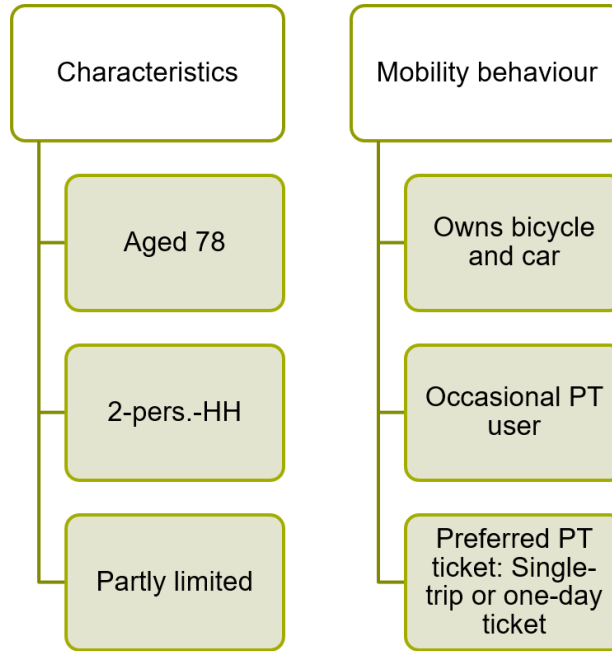 Characteristics
Aged 78
2-pers.-HH
Partly limited
Mobility behaviour
Owns bicycle
and car
Occasional PT
user
Preferred PT
ticket: Single-
trip or one-day
ticket